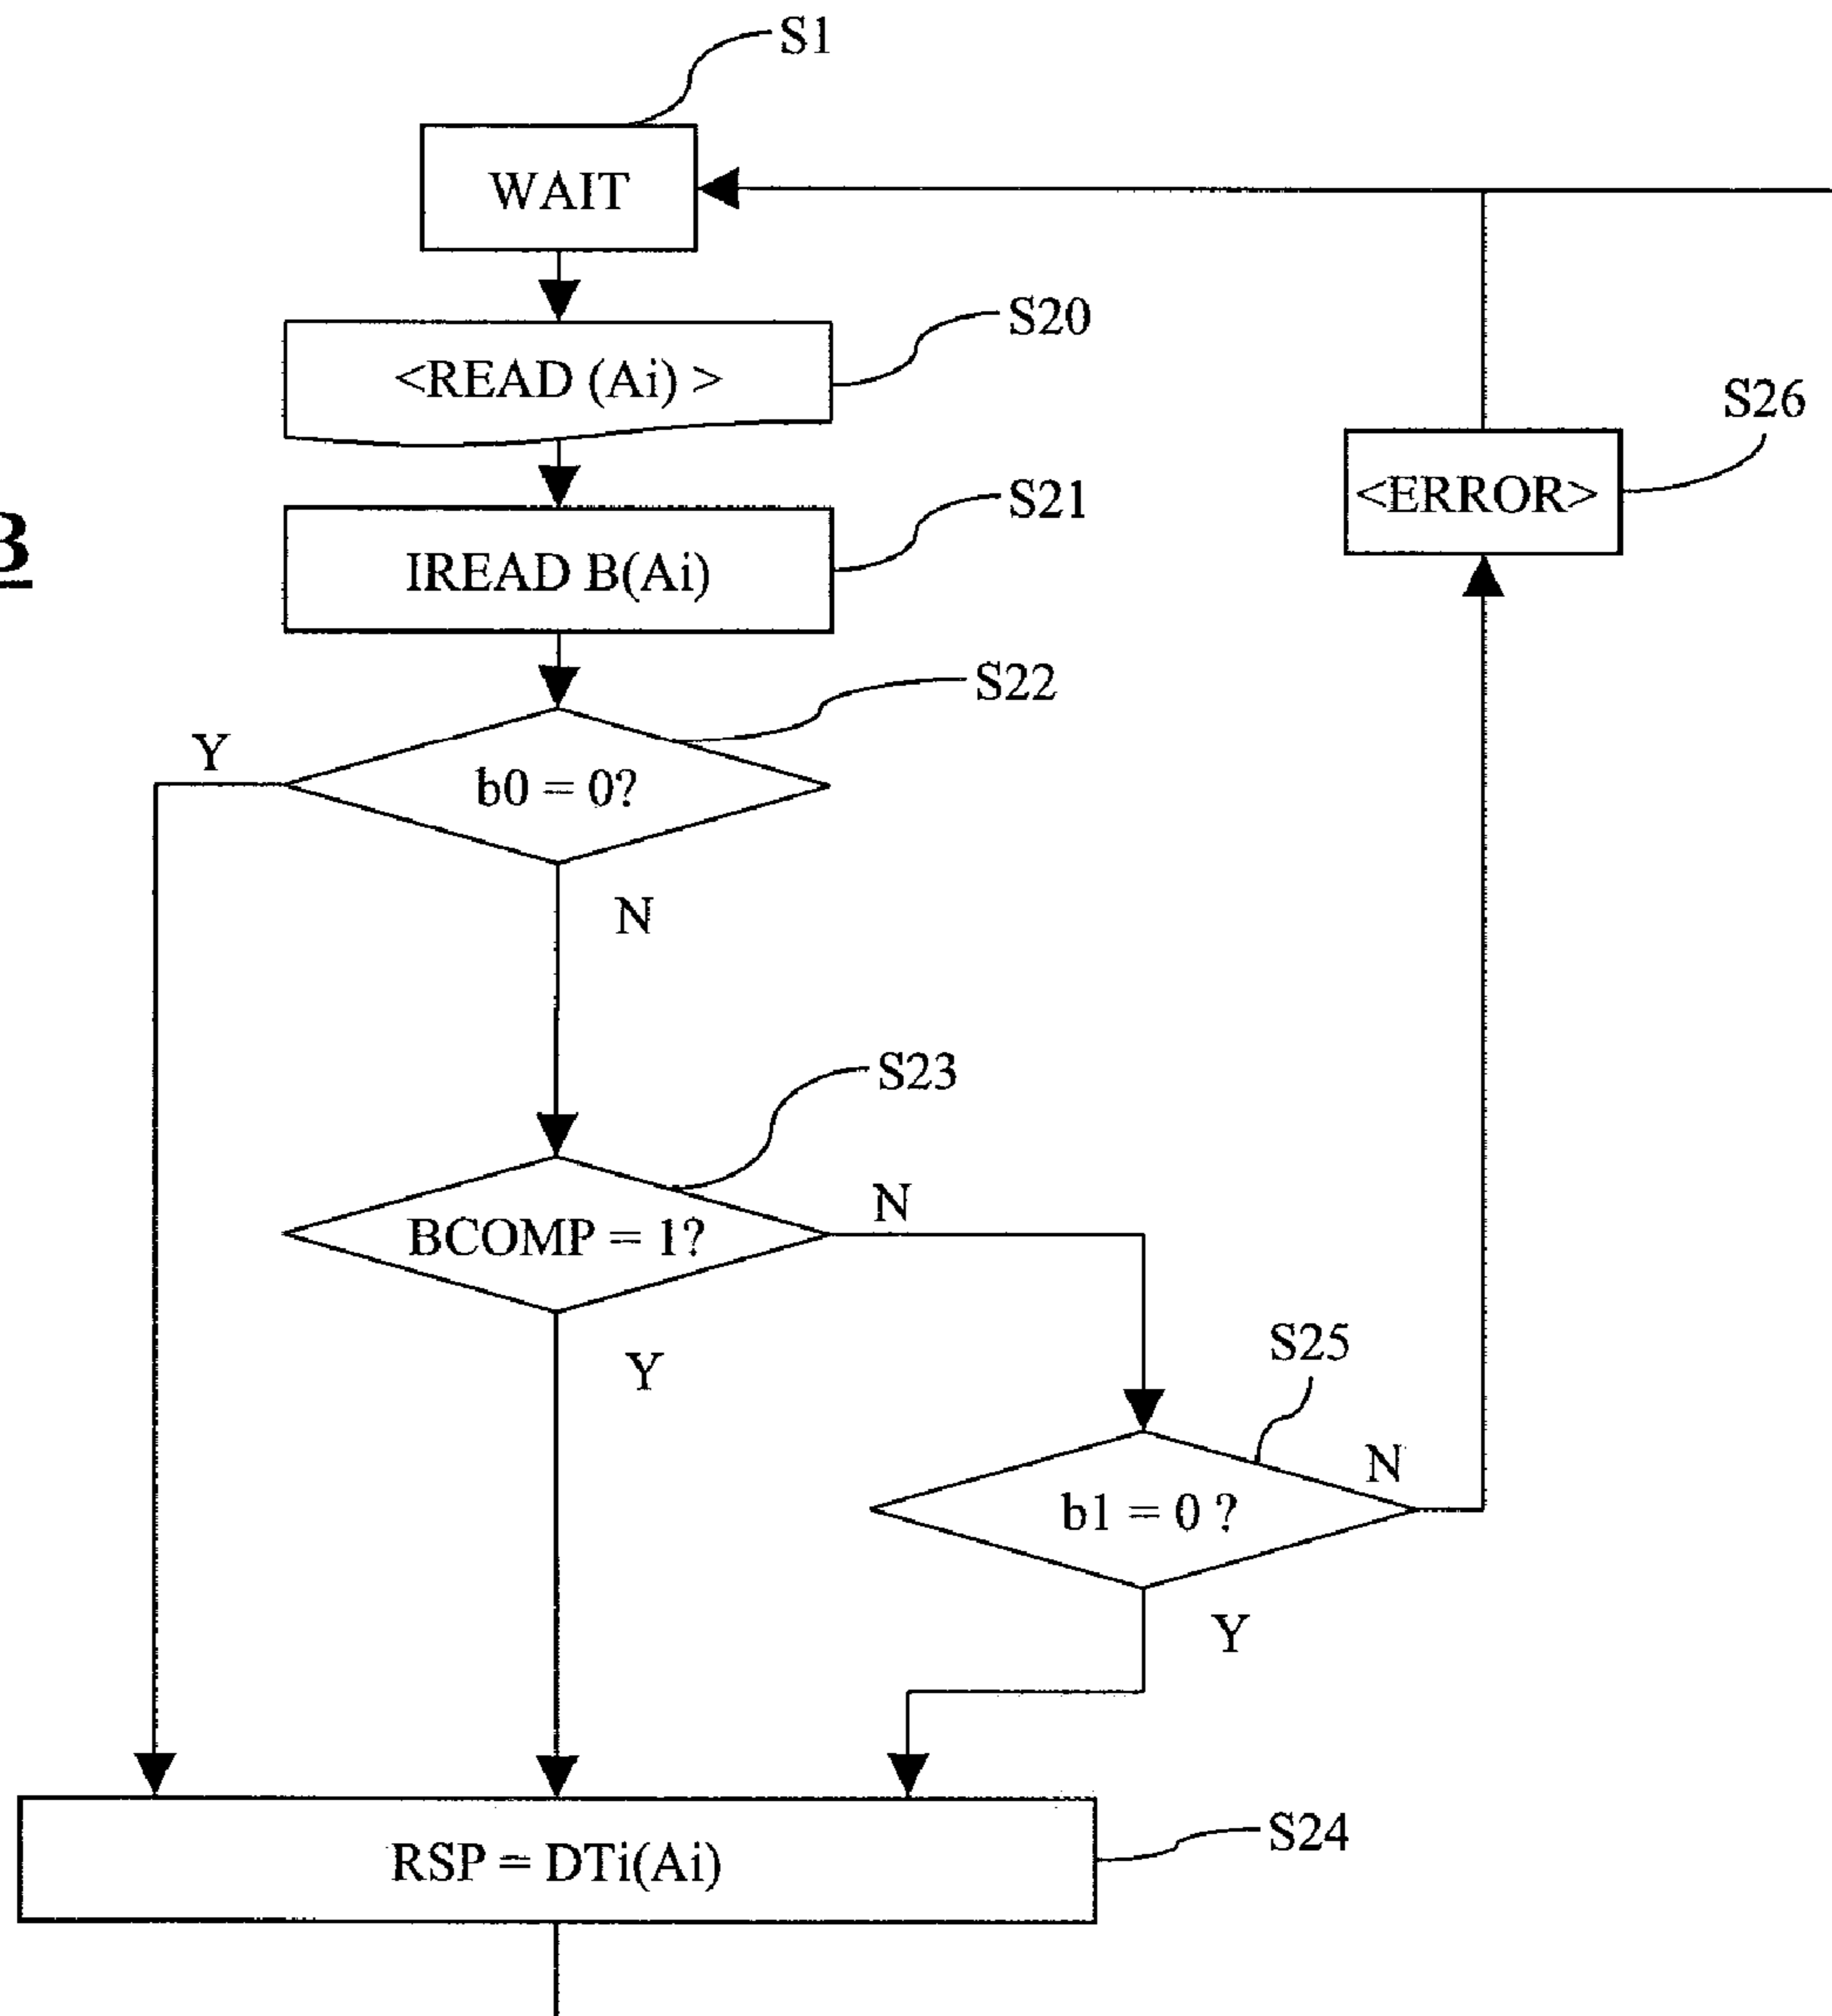 S1
WAIT
S20
<READ (Ai) >
S26
<ERROR>
S21
IREAD B(Ai)
S22
Y
b0 = 0?
N
S23
N
BCOMP = 1?
S25
Y
N
b1 = 0 ?
Y
S24
RSP = DTi(Ai)